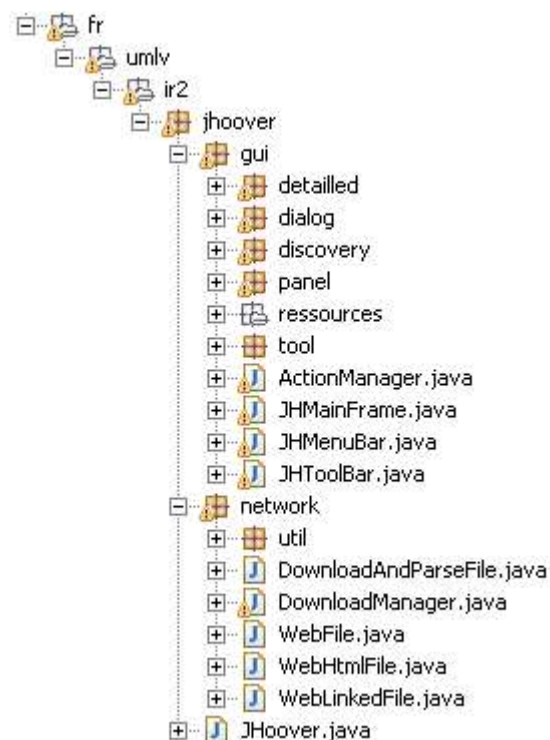 fr
umlv
ir2
jhoover
gui
detailled
dialog
discovery
panel
ressources
tool
ActionManager.java
JHMainFrame.java
JHMenuBar.java
JHToolBar.java
network
util
DownloadAndParseFile.java
DownloadManager.java
WebFile.java
WebHtmlFile.java
WebLinkedFile.java
JHoover.java